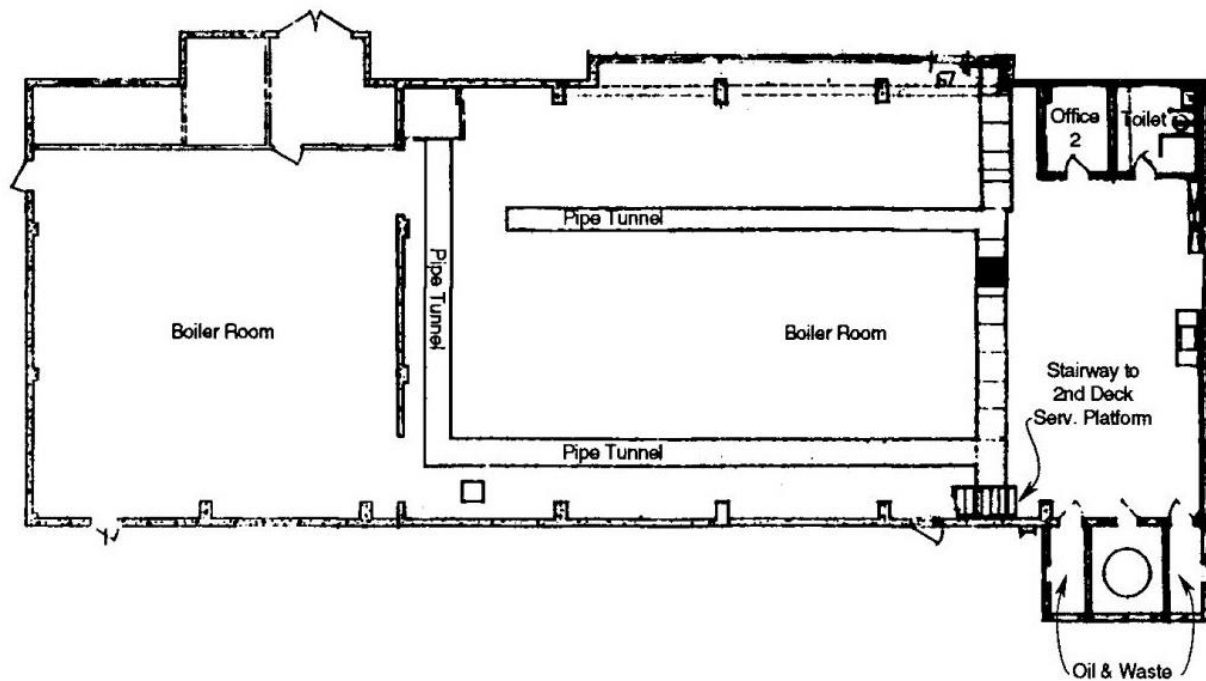 Office
2
Toilet
Pipe Tunnel
Pipe Tunnel
Boiler Room
Boiler Room
Stairway to
2nd Deck
Serv. Platform
Pipe Tunnel
Oil & Waste